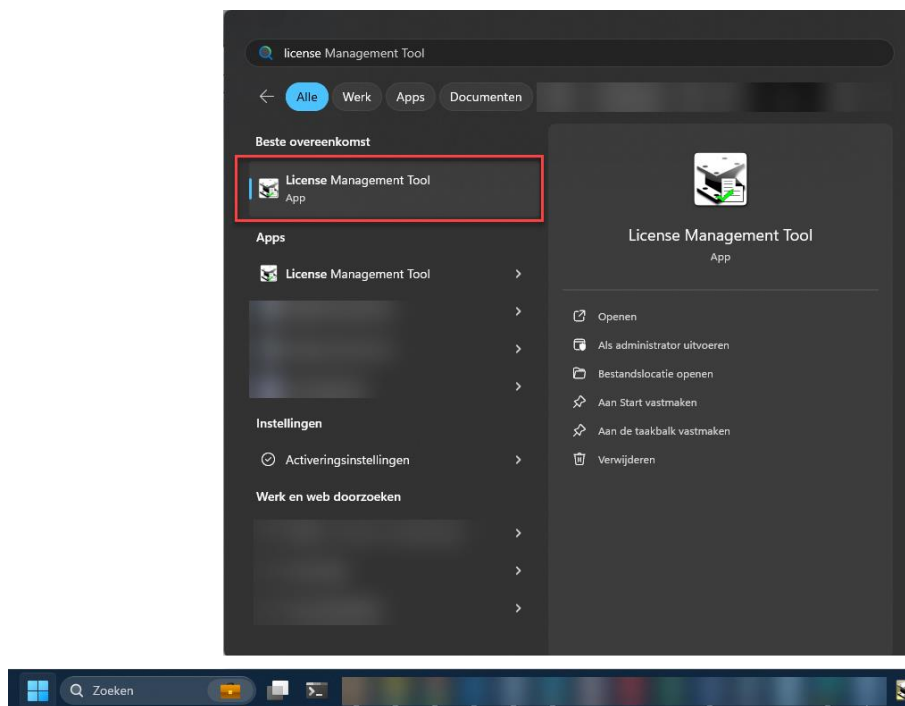 license Management Tool
Alle Werk Apps Documenten
Beste overeenkomst
License Management Tool
App
Apps
License Management Tool
Instellingen
Activeringsinstellingen
Werk en web doorzoeken
License Management Tool
App
Openen
Als administrator uitvoeren
Bestandslocatie openen
Aan Start vastmaken
Aan de taakbalk vastmaken
Verwijderen
Zoeken